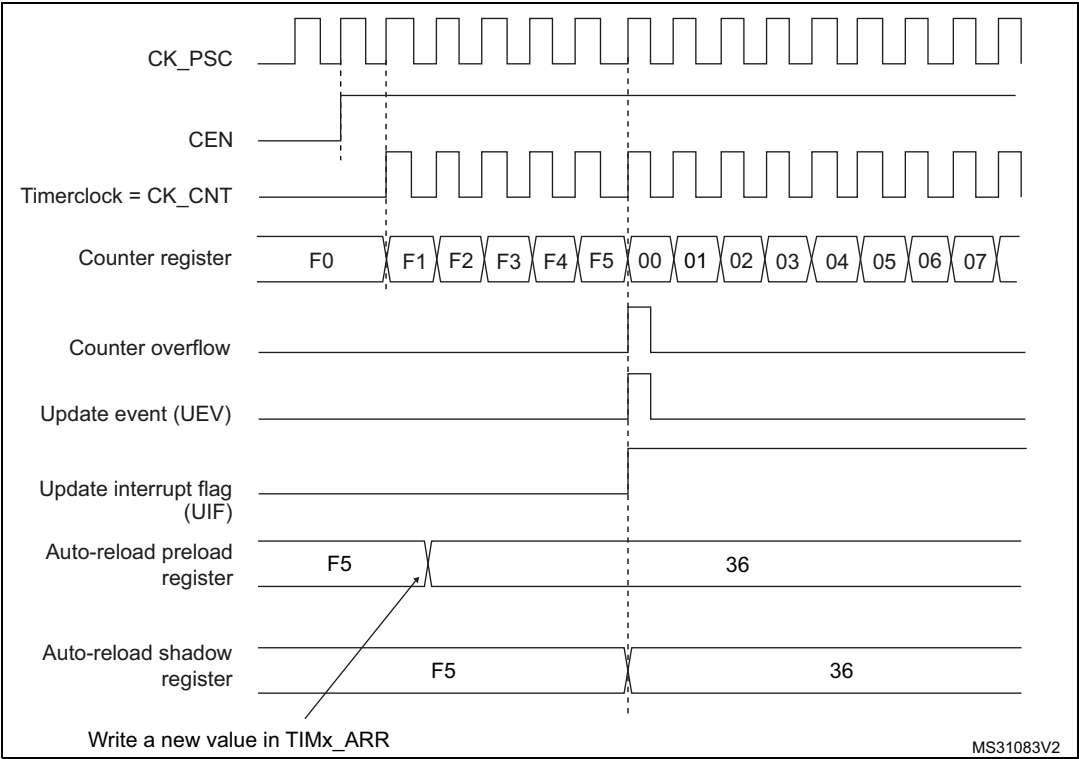 CK_PSC
CEN
Timerclock = CK_CNT
Counter register
F0 F1 F2 F3 F4 F5 00 01 02 03 04 05 06 07
Counter overflow
Update event (UEV)
Update interrupt flag
(UIF)
Auto-reload preload
register
F5 36
Auto-reload shadow
register
F5 36
Write a new value in TIMx_ARR
MS31083V2